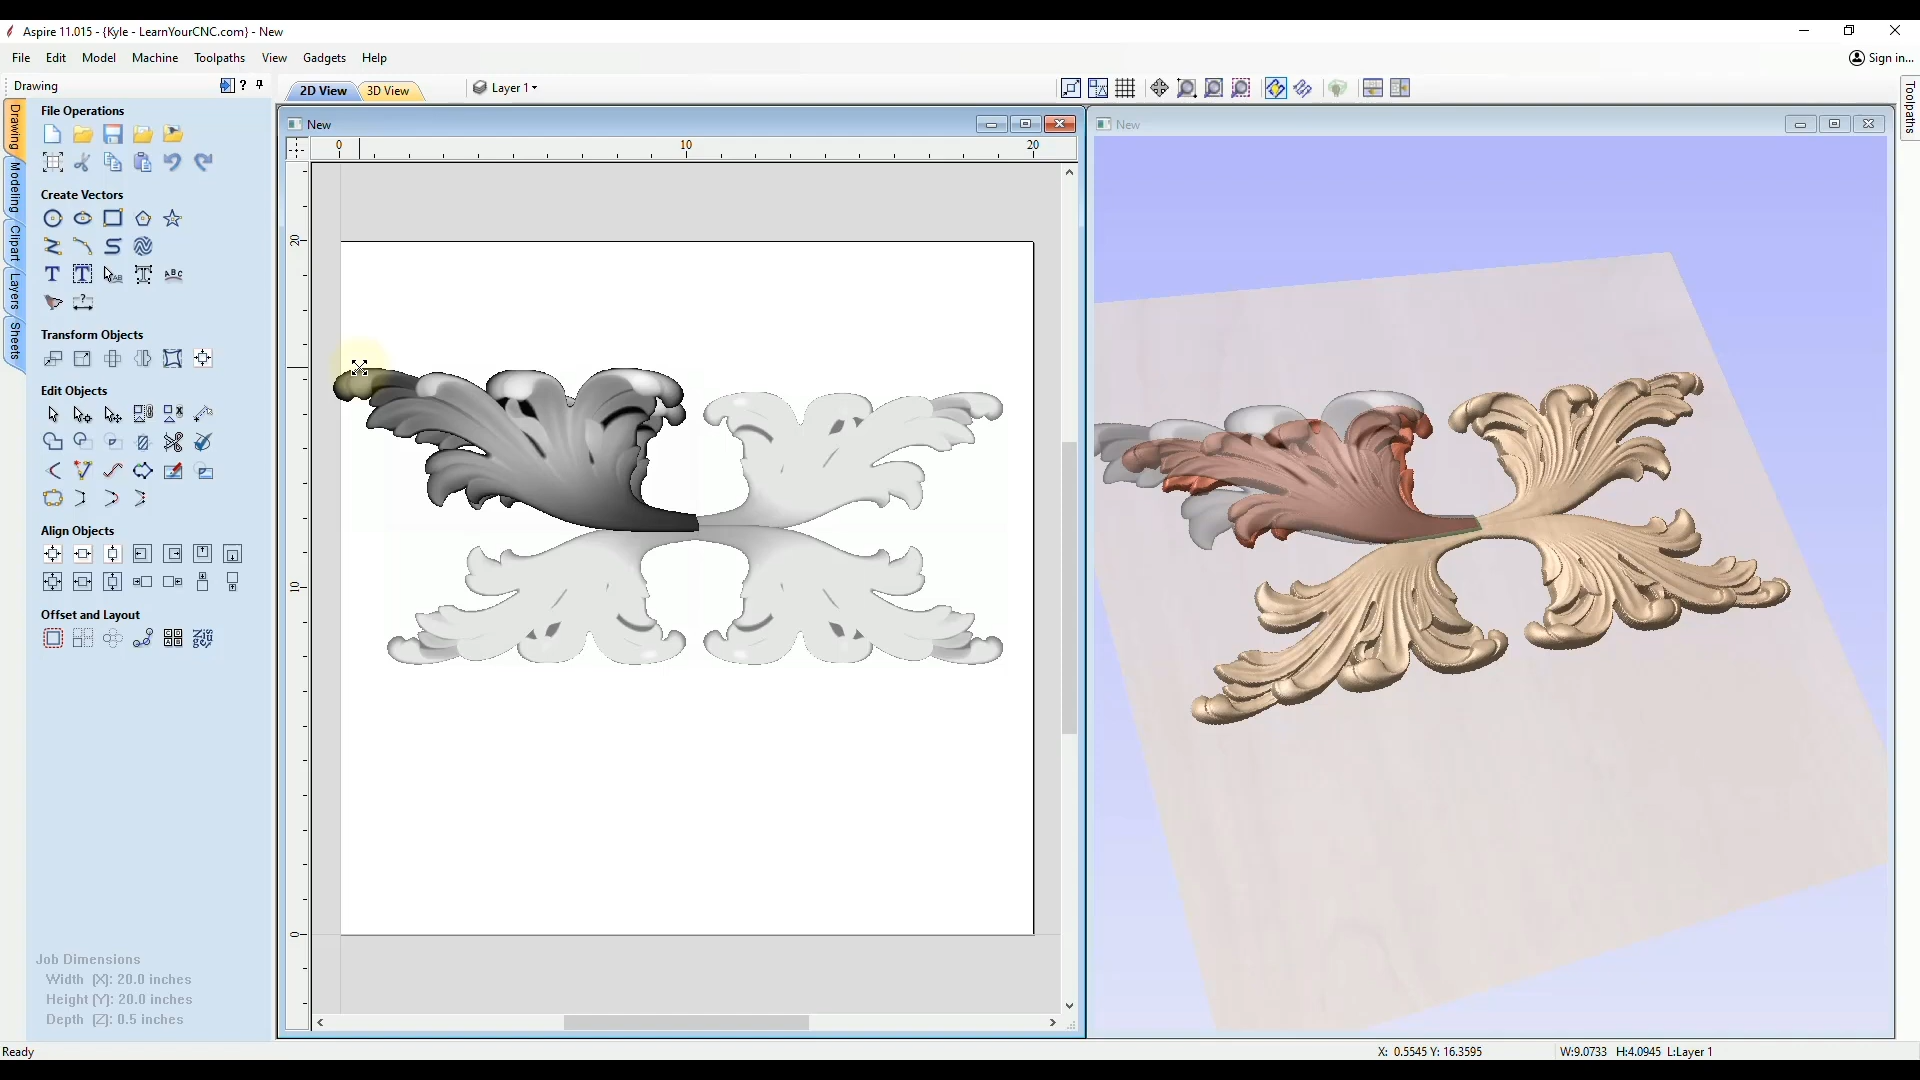 Aspire 11.015 - {Kyle - LearnYourCNC.com} - New
File Edit Model Machine Toolpaths View Gadgets Help
Sign in...
Drawing
2D View 3D View Layer 1
Drawing
Modeling
Clipart
Layers
Sheets
File Operations
Create Vectors
Transform Objects
Edit Objects
Align Objects
Offset and Layout
Job Dimensions
Width (X): 20.0 inches
Height (Y): 20.0 inches
Depth (Z): 0.5 inches
New
0 10 20
20
10
0
New
Toolpaths
Ready
X: 0.5545 Y: 16.3595
W:9.0733 H:4.0945 L:Layer 1